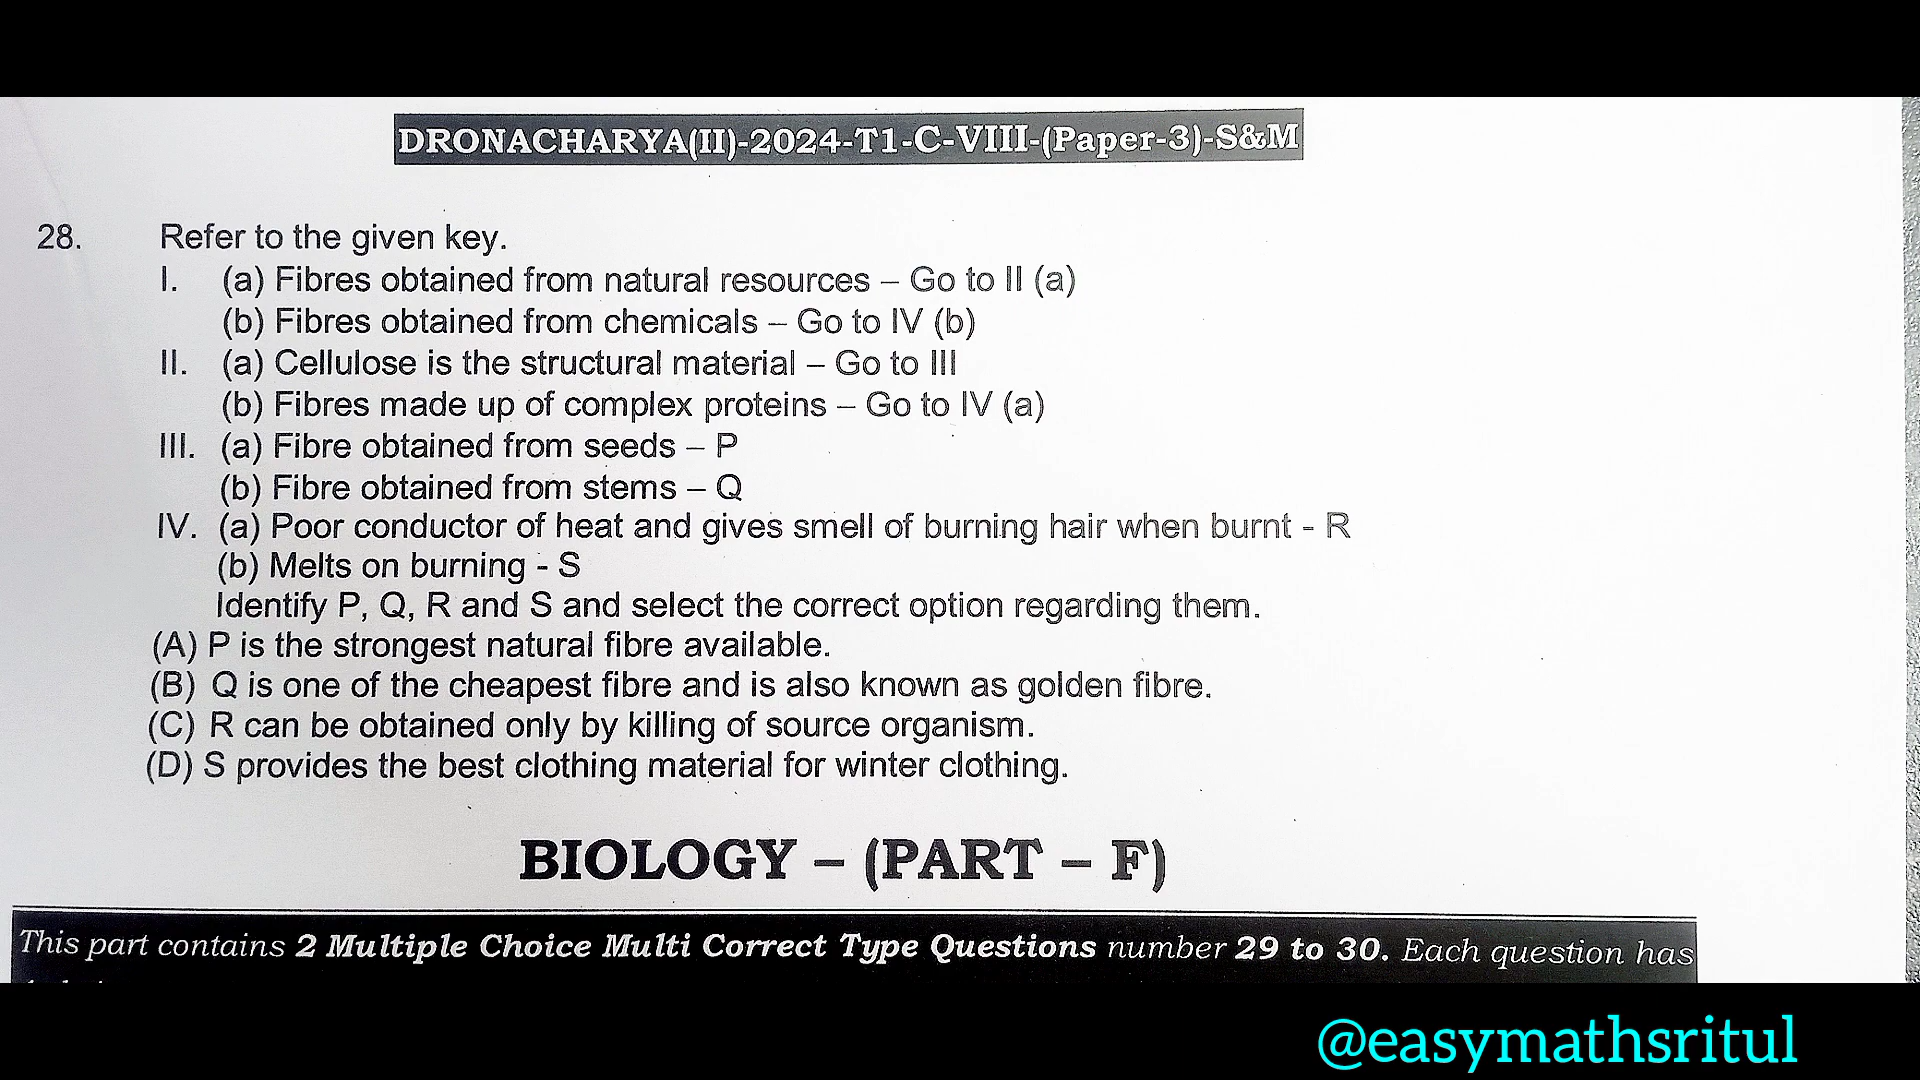 DRONACHARYA(II)-2024-T1-C-VIII-(Paper-3)-S&M
28. Refer to the given key.
I. (a) Fibres obtained from natural resources – Go to II (a)
(b) Fibres obtained from chemicals – Go to IV (b)
II. (a) Cellulose is the structural material – Go to III
(b) Fibres made up of complex proteins – Go to IV (a)
III. (a) Fibre obtained from seeds – P
(b) Fibre obtained from stems – Q
IV. (a) Poor conductor of heat and gives smell of burning hair when burnt - R
(b) Melts on burning - S
Identify P, Q, R and S and select the correct option regarding them.
(A) P is the strongest natural fibre available.
(B) Q is one of the cheapest fibre and is also known as golden fibre.
(C) R can be obtained only by killing of source organism.
(D) S provides the best clothing material for winter clothing.
BIOLOGY – (PART – F)
This part contains 2 Multiple Choice Multi Correct Type Questions number 29 to 30. Each question has
@easymathsritul